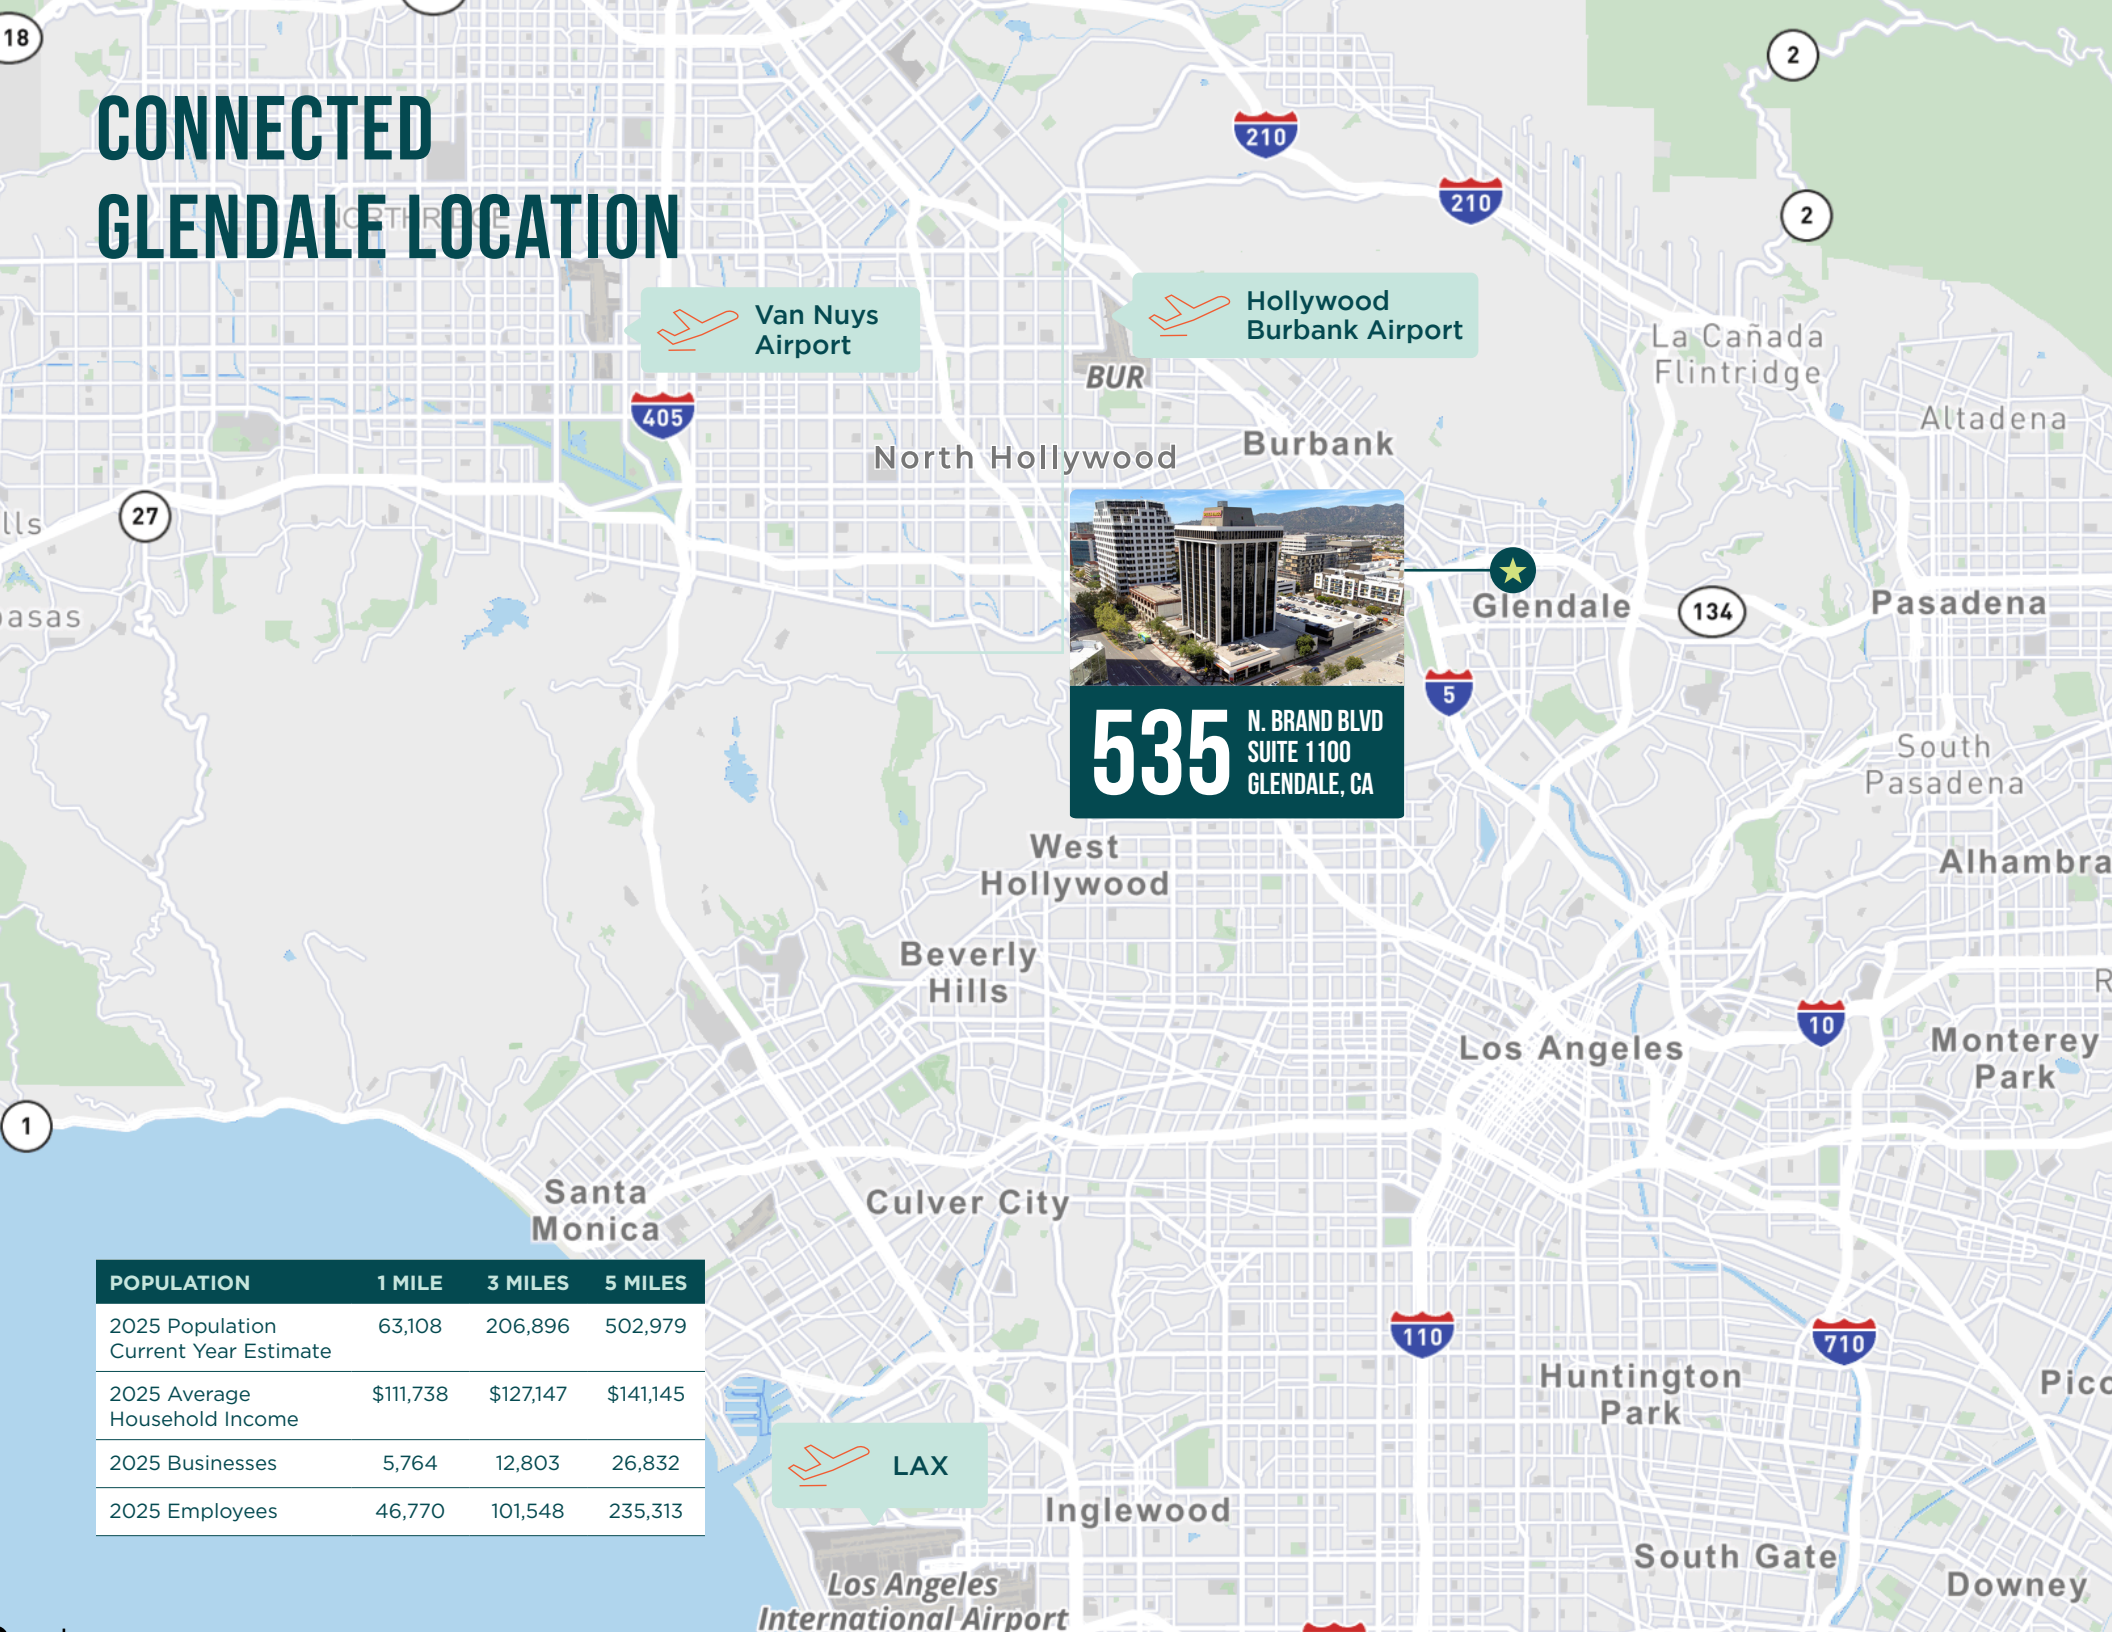 CONNECTED
GLENDALE LOCATION
NORTHRIDGE
18
2
210
210
2
Van Nuys
Airport
Hollywood
Burbank Airport
La Cañada
Flintridge
BUR
405
Altadena
North Hollywood
Burbank
27
lls
asas
Glendale
134
Pasadena
5
535
N. BRAND BLVD
SUITE 1100
GLENDALE, CA
South
Pasadena
West
Hollywood
Alhambra
Beverly
Hills
R
10
Los Angeles
Monterey
Park
1
Santa
Monica
Culver City
POPULATION 1 MILE 3 MILES 5 MILES
2025 Population
Current Year Estimate 63,108 206,896 502,979
2025 Average
Household Income $111,738 $127,147 $141,145
2025 Businesses 5,764 12,803 26,832
2025 Employees 46,770 101,548 235,313
110
710
Huntington
Park
Pico
LAX
Inglewood
South Gate
Los Angeles
International Airport
Downey